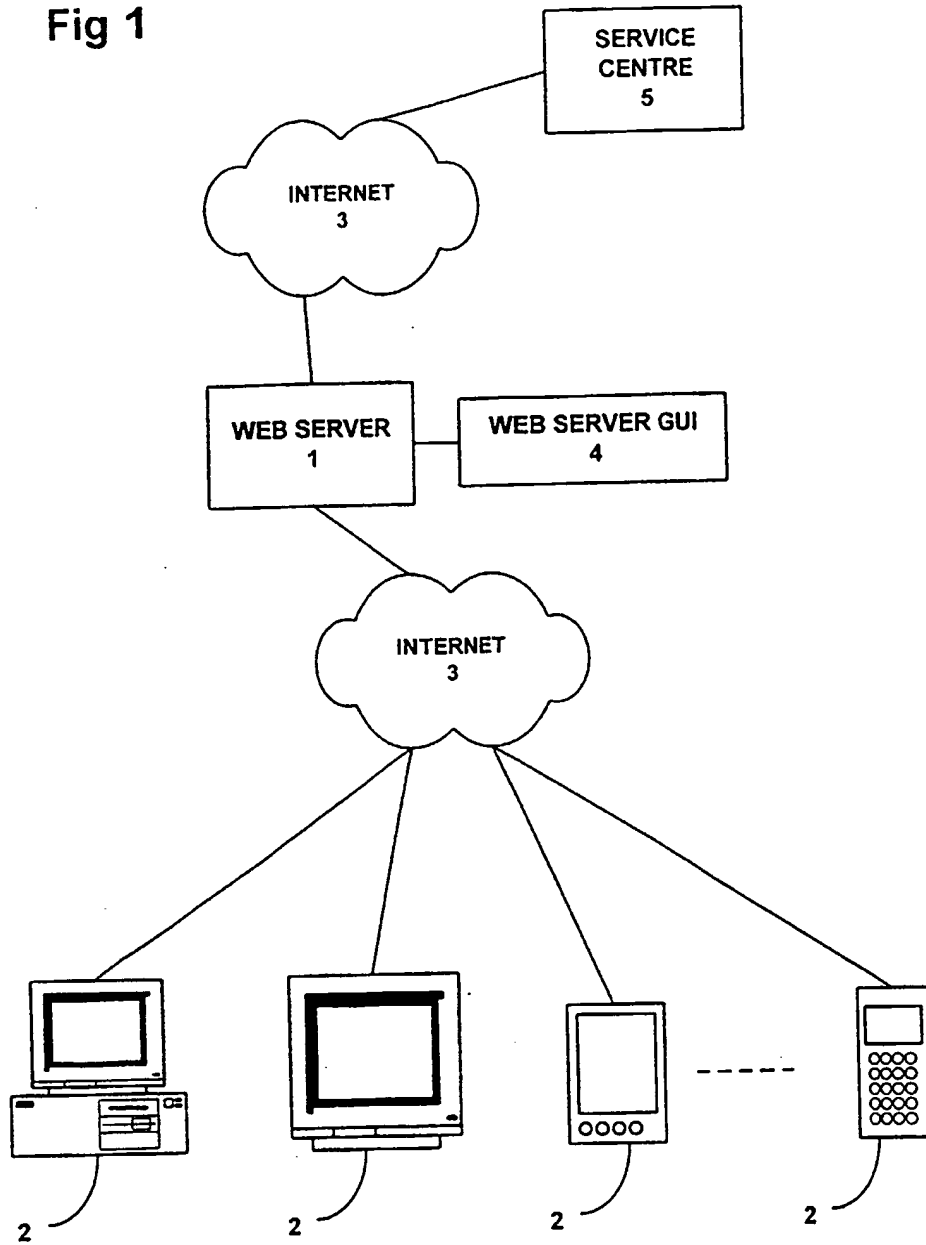 Fig 1
SERVICE
CENTRE
5
INTERNET
3
WEB SERVER
1
WEB SERVER GUI
4
INTERNET
3
2
2
2
2